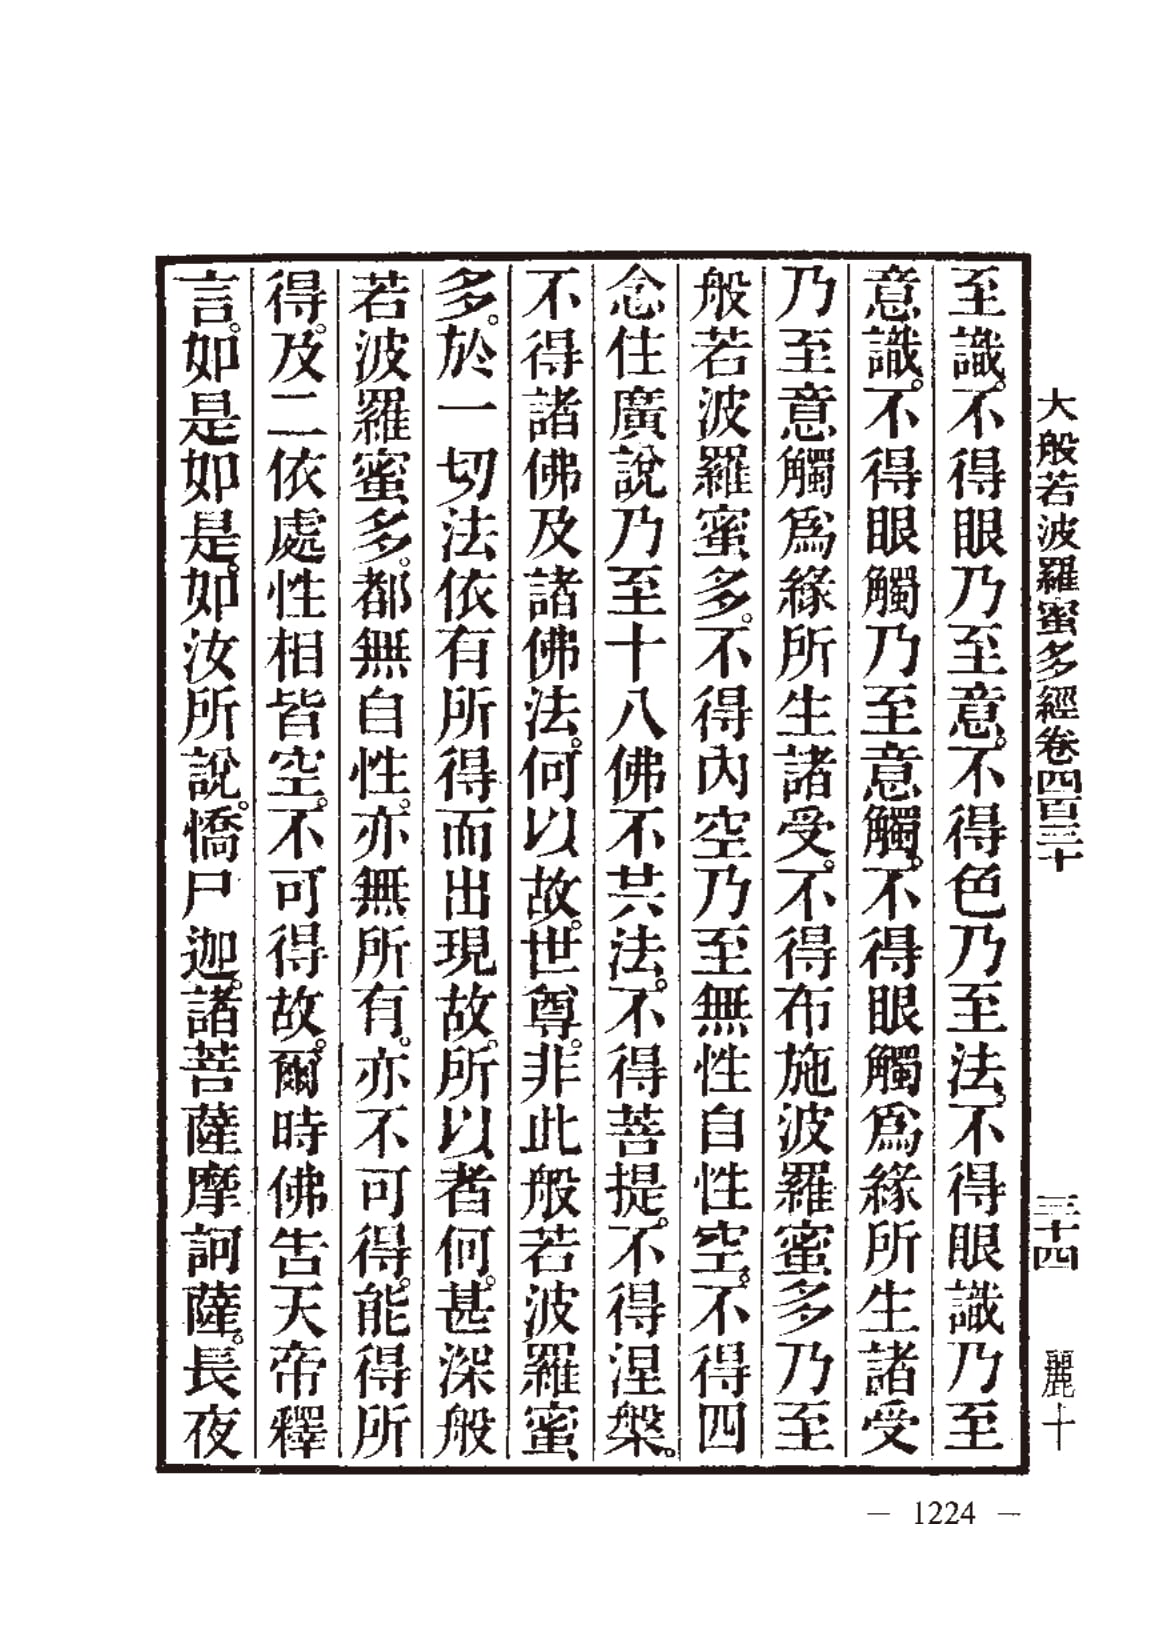 大般若波羅蜜多經卷四百三十 三十四 麗十
至識。不得眼乃至意。不得色乃至法。不得眼識乃至
意識。不得眼觸乃至意觸。不得眼觸爲緣所生諸受
乃至意觸爲緣所生諸受。不得布施波羅蜜多乃至
般若波羅蜜多。不得內空乃至無性自性空。不得四
念住廣說乃至十八佛不共法。不得菩提。不得涅槃。
不得諸佛及諸佛法。何以故。世尊。非此般若波羅蜜
多。於一切法依有所得而出現故。所以者何。甚深般
若波羅蜜多。都無自性。亦無所有。亦不可得。能得所
得。及二依處性相皆空。不可得故。爾時佛告天帝釋
言。如是如是。如汝所說。憍尸迦。諸菩薩摩訶薩。長夜
— 1224 —